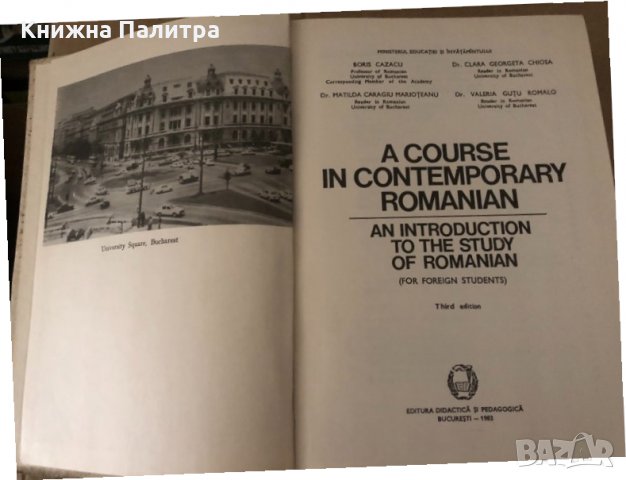 Книжна Палитра
University Square, Bucharest
MINISTERUL EDUCAȚIEI ȘI ÎNVĂȚĂMÎNTULUI
BORIS CAZACU
Professor of Romanian
University of Bucharest
Corresponding Member of the Academy
Dr. CLARA GEORGETA CHIOSA
Reader in Romanian
University of Bucharest
Dr. MATILDA CARAGIU MARIOȚEANU
Reader in Romanian
University of Bucharest
Dr. VALERIA GUȚU ROMALO
Reader in Romanian
University of Bucharest
A COURSE
IN CONTEMPORARY
ROMANIAN
AN INTRODUCTION
TO THE STUDY
OF ROMANIAN
(FOR FOREIGN STUDENTS)
Third edition
EDITURA DIDACTICĂ ȘI PEDAGOGICĂ
BUCUREȘTI – 1983
BAZAR